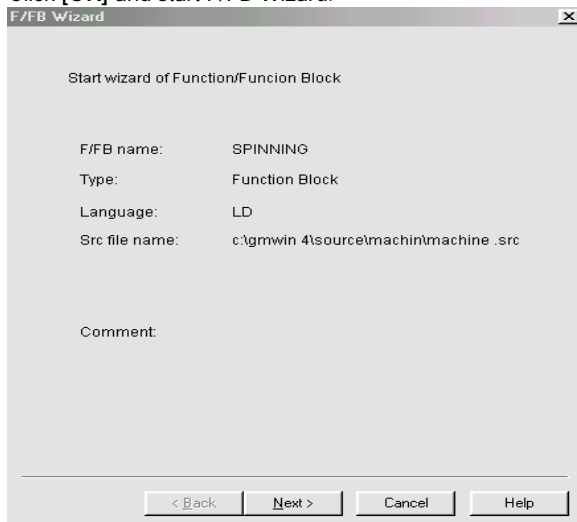 Click [OK] and start F/FB Wizard.
F/FB Wizard
Start wizard of Function/Funcion Block
F/FB name: SPINNING
Type: Function Block
Language: LD
Src file name: c:\gmwin 4\source\machin\machine .src
Comment:
< Back Next > Cancel Help